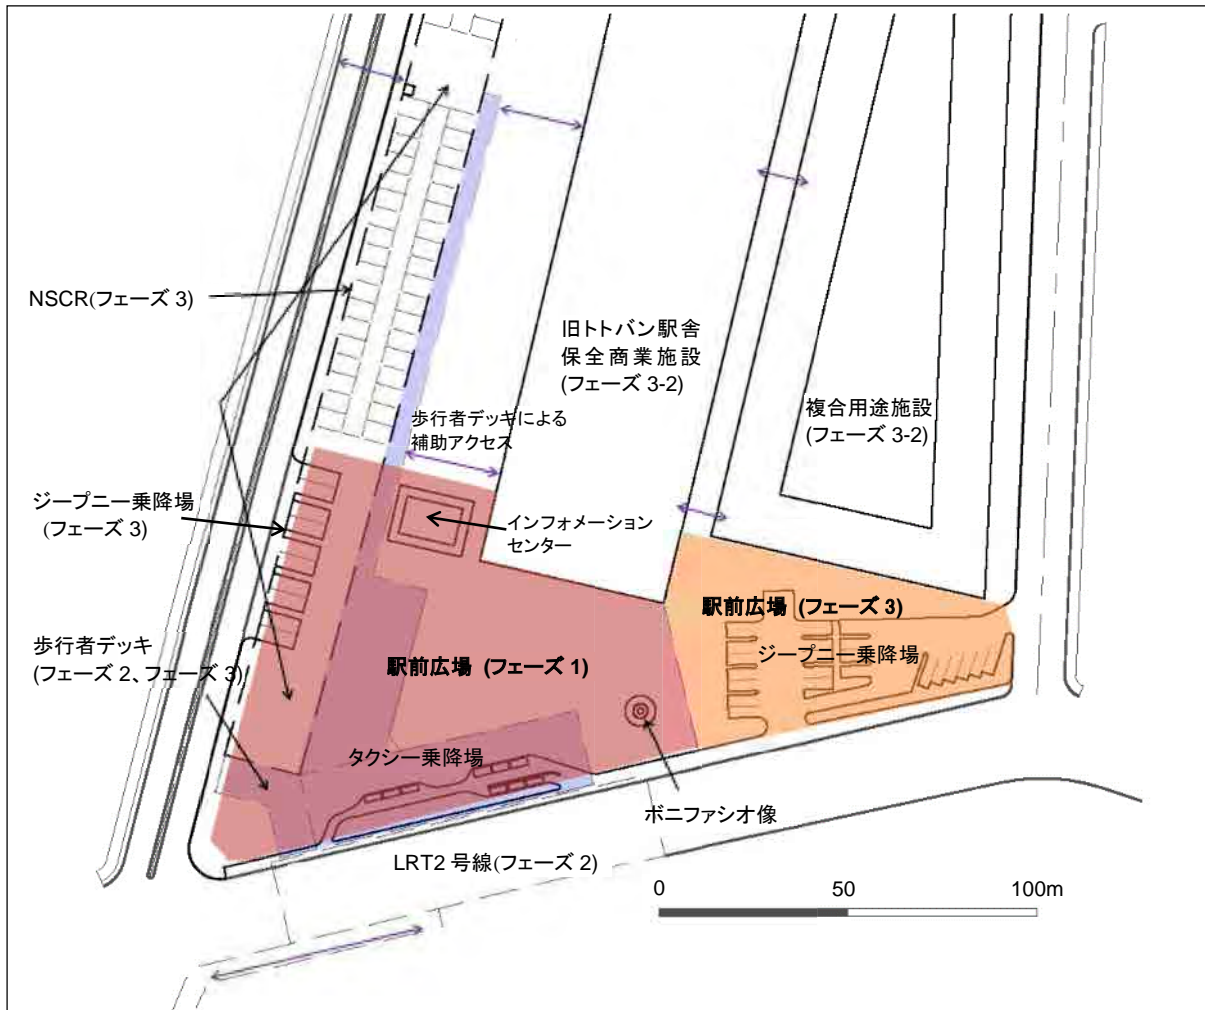 NSCR(フェーズ 3)
旧トトバン駅舎
保全商業施設
(フェーズ 3-2)
複合用途施設
(フェーズ 3-2)
歩行者デッキによる
補助アクセス
ジープニー乗降場
(フェーズ 3)
インフォメーション
センター
駅前広場 (フェーズ 3)
ジープニー乗降場
歩行者デッキ
(フェーズ 2、フェーズ 3)
駅前広場 (フェーズ 1)
タクシー乗降場
ボニファシオ像
LRT2 号線(フェーズ 2)
0 50 100m